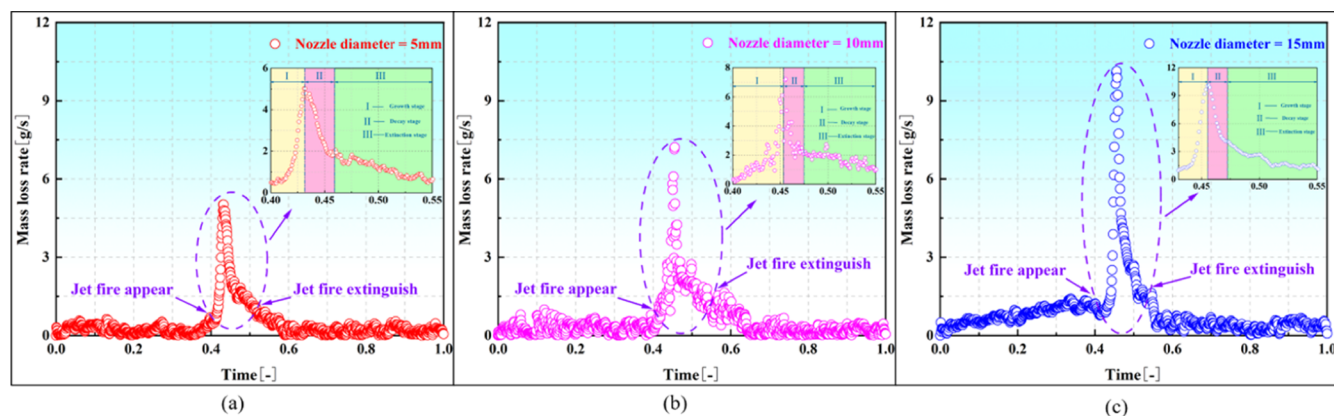 12
9
6
3
0
Mass loss rate [g/s]
Nozzle diameter = 5mm
6
4
2
0
I
II
III
I Growth stage
II Decay stage
III Extinction stage
0.40
0.45
0.50
0.55
Jet fire appear
Jet fire extinguish
0.0
0.2
0.4
0.6
0.8
1.0
Time[-]
(a)
12
9
6
3
0
Mass loss rate [g/s]
Nozzle diameter = 10mm
8
6
4
2
0
I
II
III
I Growth stage
II Decay stage
III Extinction stage
0.40
0.45
0.50
0.55
Jet fire appear
Jet fire extinguish
0.0
0.2
0.4
0.6
0.8
1.0
Time[-]
(b)
12
9
6
3
0
Mass loss rate [g/s]
Nozzle diameter = 15mm
12
9
6
3
0
I
II
III
I Growth stage
II Decay stage
III Extinction stage
0.45
0.50
0.55
Jet fire appear
Jet fire extinguish
0.0
0.2
0.4
0.6
0.8
1.0
Time[-]
(c)